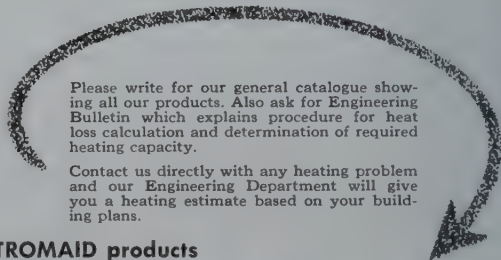 Please write for our general catalogue show-
ing all our products. Also ask for Engineering
Bulletin which explains procedure for heat
loss calculation and determination of required
heating capacity.
Contact us directly with any heating problem
and our Engineering Department will give
you a heating estimate based on your build-
ing plans.
TROMAID products